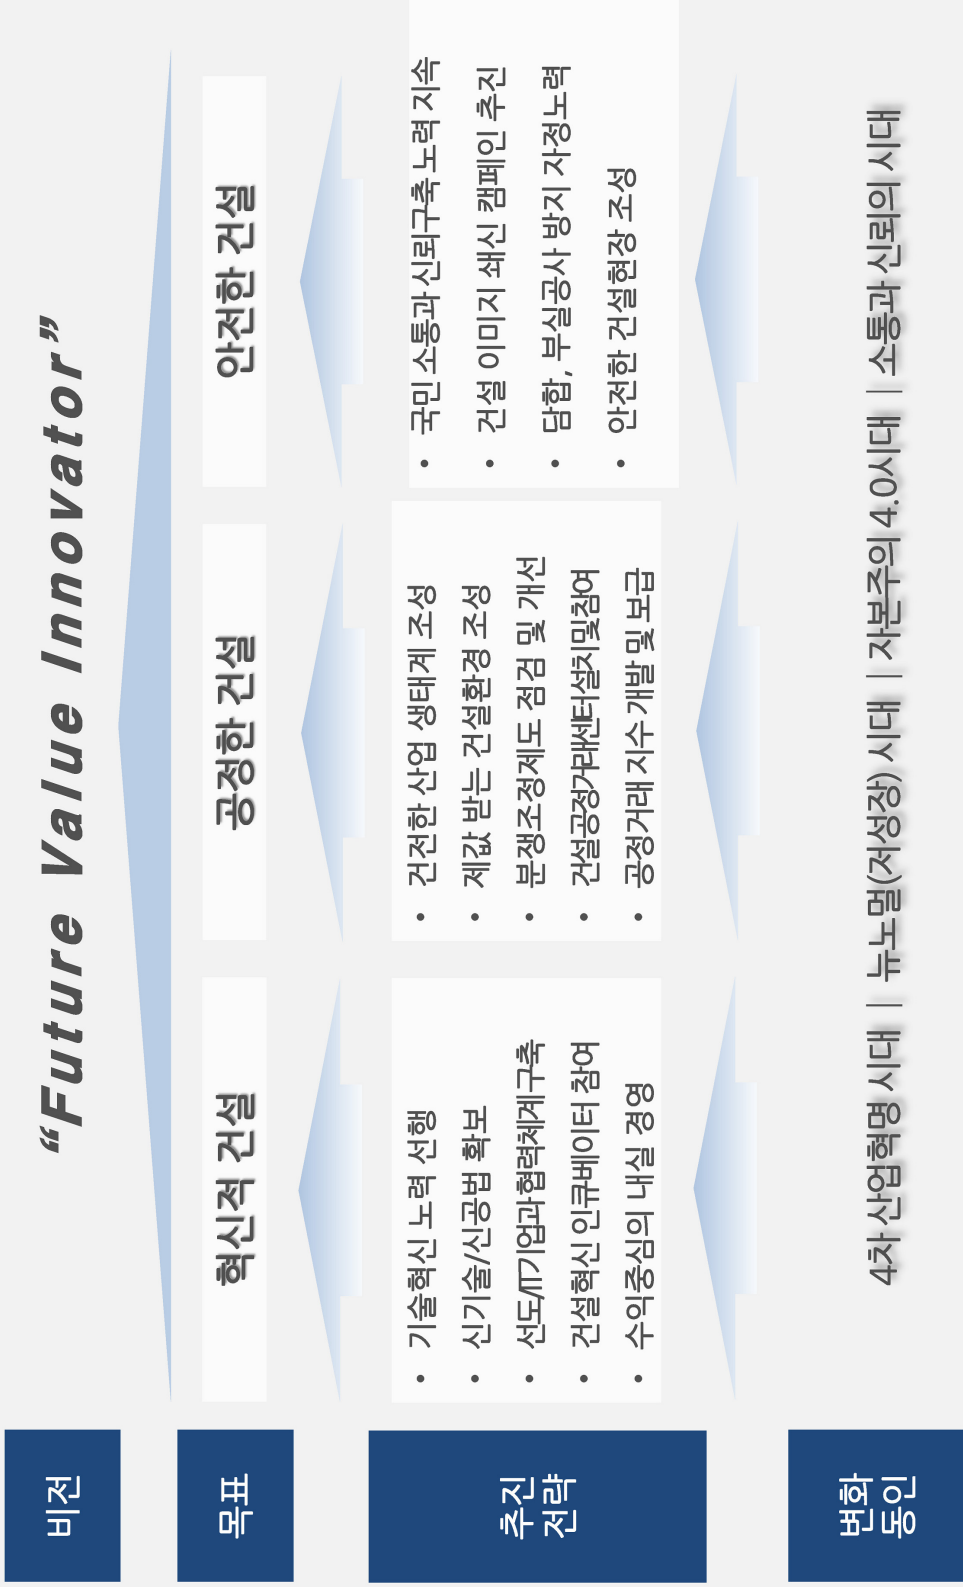 비전
“Future Value Innovator”
목표
혁신적 건설
공정한 건설
안전한 건설
추진
전략
• 기술혁신 노력 선행
• 신기술/신공법 확보
• 선도/IT기업과 협력체계 구축
• 건설혁신 인큐베이터 참여
• 수익중심의 내실 경영
• 건전한 산업 생태계 조성
• 제값 받는 건설환경 조성
• 분쟁조정제도 점검 및 개선
• 건설공정거래센터 설치 및 참여
• 공정거래 지수 개발 및 보급
• 국민 소통과 신뢰구축 노력 지속
• 건설 이미지 쇄신 캠페인 추진
• 담합, 부실공사 방지 자정노력
• 안전한 건설현장 조성
변화
동인
4차 산업혁명 시대 | 뉴노멀(저성장) 시대 | 자본주의 4.0시대 | 소통과 신뢰의 시대